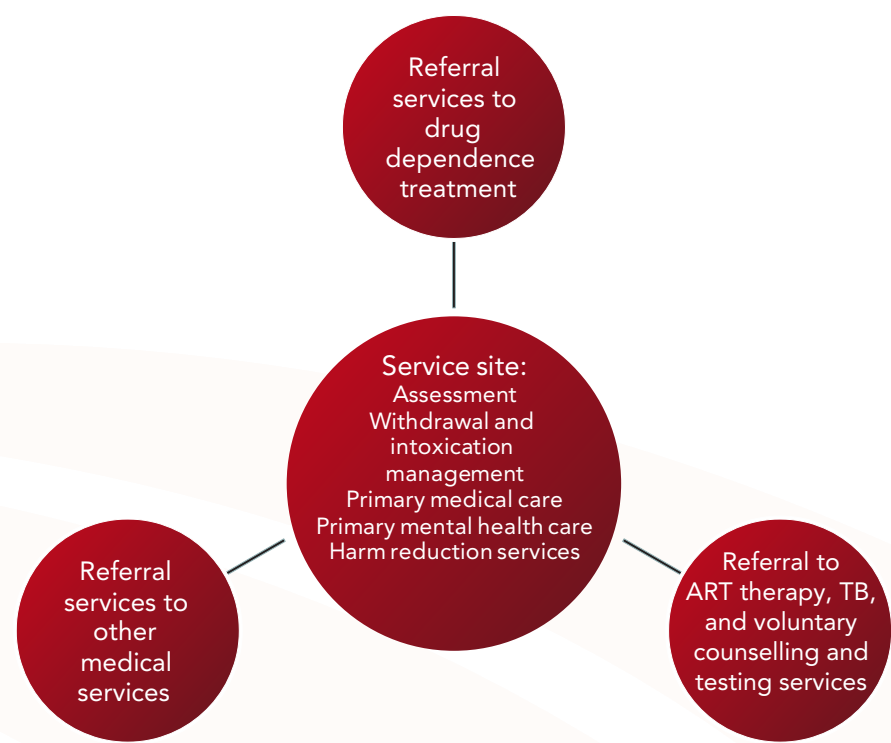 Referral
services to
drug
dependence
treatment
Service site:
Assessment
Withdrawal and
intoxication
management
Primary medical care
Primary mental health care
Harm reduction services
Referral
services to
other
medical
services
Referral to
ART therapy, TB,
and voluntary
counselling and
testing services